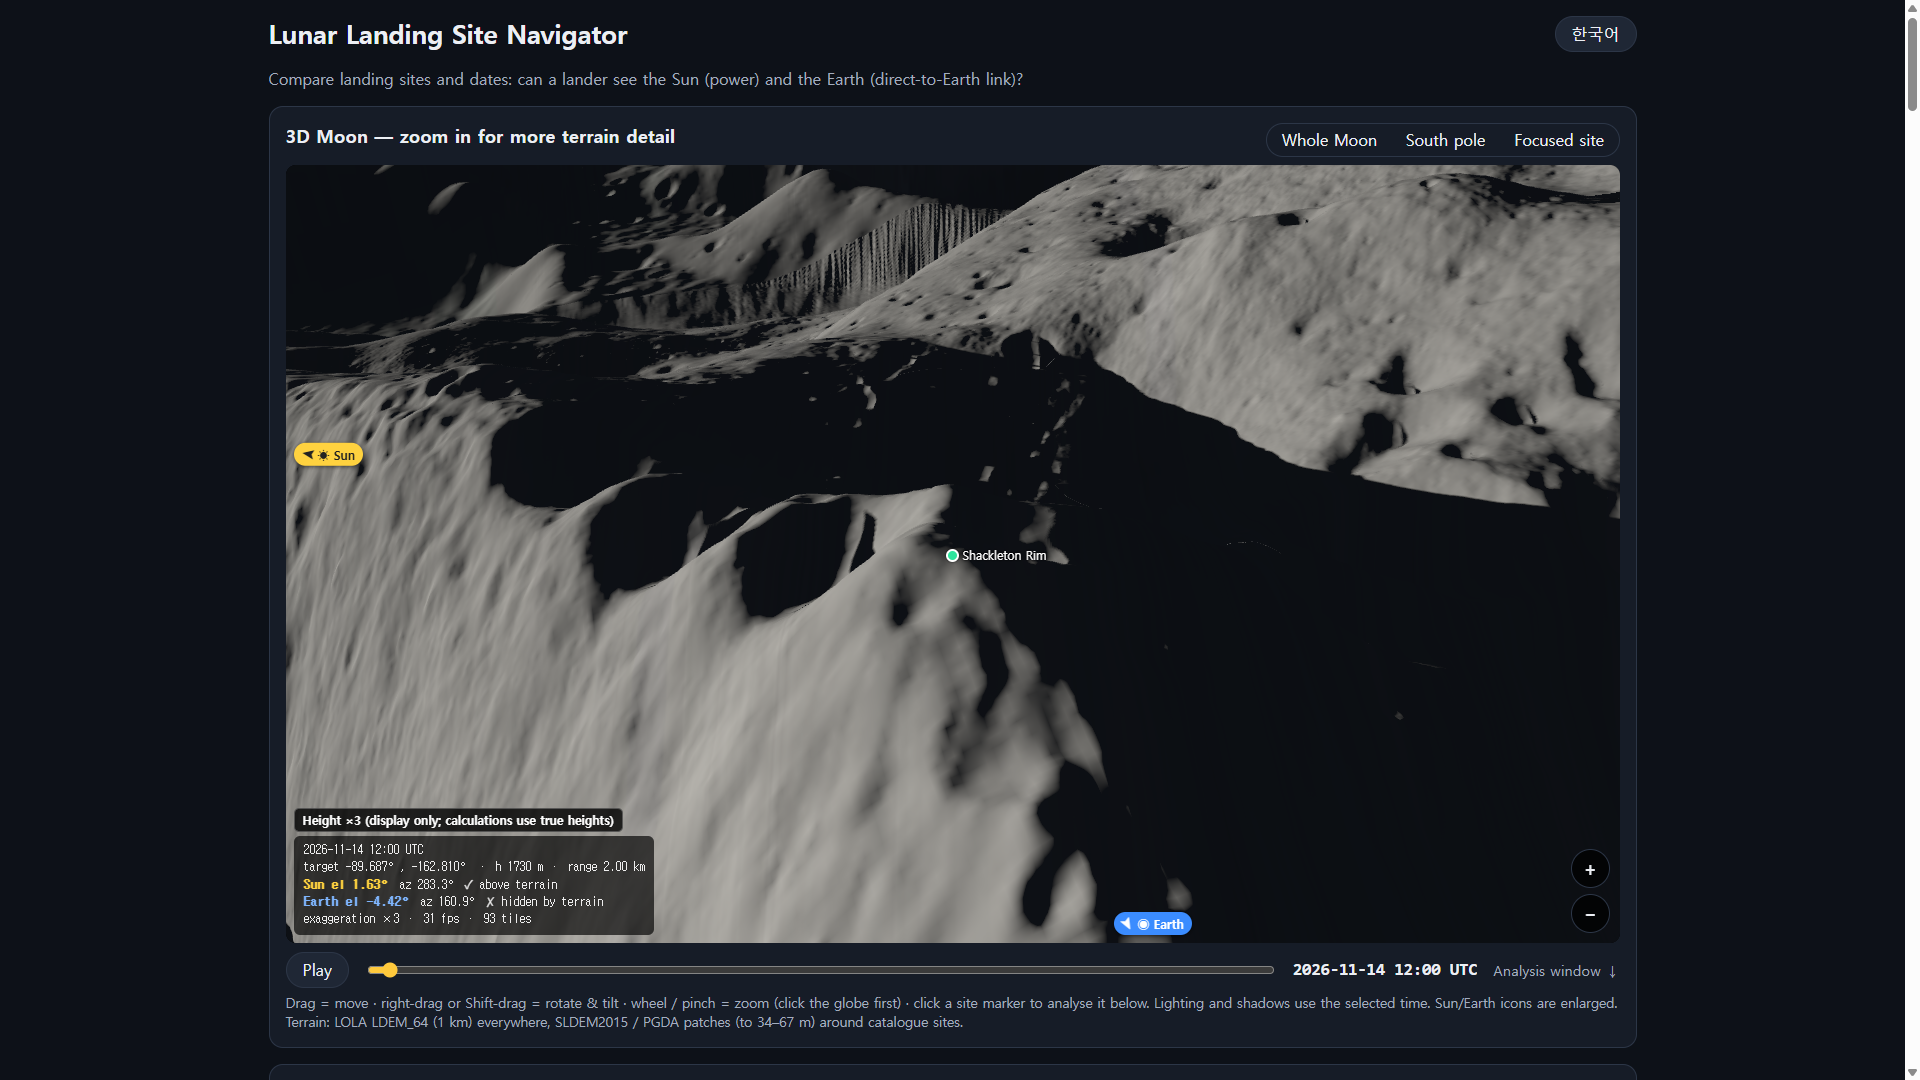 Lunar Landing Site Navigator
한국어
Compare landing sites and dates: can a lander see the Sun (power) and the Earth (direct-to-Earth link)?
3D Moon — zoom in for more terrain detail
Whole Moon South pole Focused site
Sun
Shackleton Rim
Height ×3 (display only; calculations use true heights)
2026-11-14 12:00 UTC
target -89.687° , -162.810° · h 1730 m · range 2.00 km
Sun el 1.63° az 283.3° ✓ above terrain
Earth el -4.42° az 160.9° ✗ hidden by terrain
exaggeration ×3 · 31 fps · 93 tiles
+
−
Earth
Play
2026-11-14 12:00 UTC Analysis window ↓
Drag = move · right-drag or Shift-drag = rotate & tilt · wheel / pinch = zoom (click the globe first) · click a site marker to analyse it below. Lighting and shadows use the selected time. Sun/Earth icons are enlarged.
Terrain: LOLA LDEM_64 (1 km) everywhere, SLDEM2015 / PGDA patches (to 34–67 m) around catalogue sites.